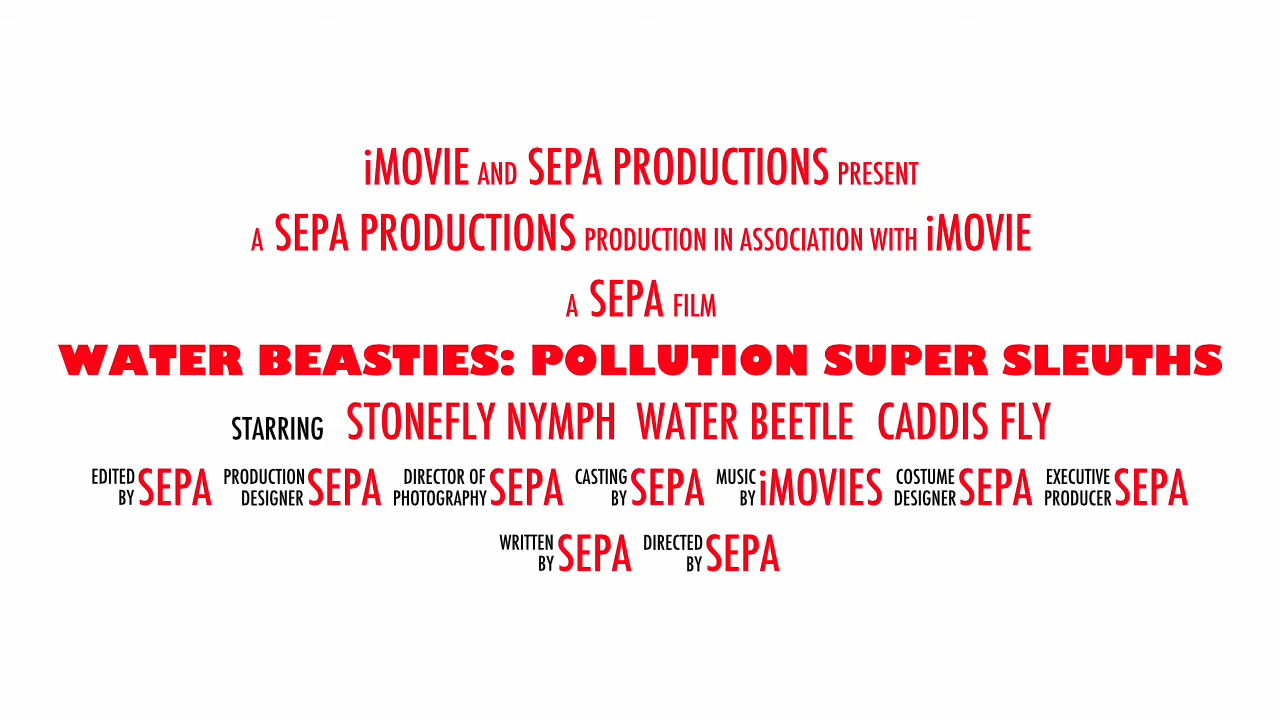 iMOVIE AND SEPA PRODUCTIONS PRESENT
A SEPA PRODUCTIONS PRODUCTION IN ASSOCIATION WITH iMOVIE
A SEPA FILM
WATER BEASTIES: POLLUTION SUPER SLEUTHS
STARRING STONEFLY NYMPH WATER BEETLE CADDIS FLY
EDITED BY SEPA PRODUCTION DESIGNER SEPA DIRECTOR OF PHOTOGRAPHY SEPA CASTING BY SEPA MUSIC BY iMOVIES COSTUME DESIGNER SEPA EXECUTIVE PRODUCER SEPA
WRITTEN BY SEPA DIRECTED BY SEPA